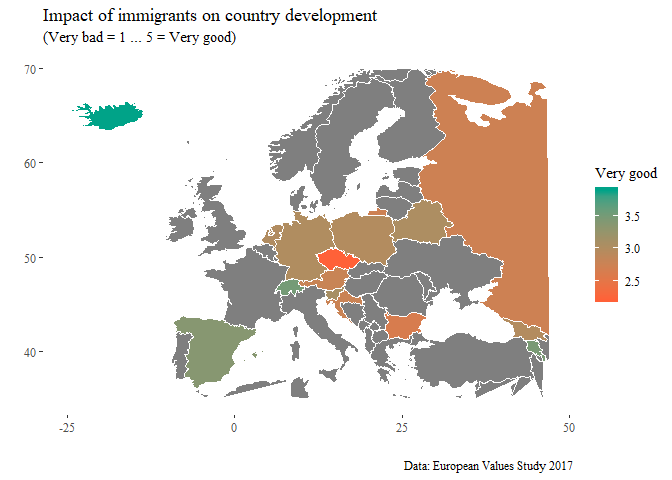 Impact of immigrants on country development
(Very bad = 1 ... 5 = Very good)
70
60
50
40
-25
0
25
50
Very good
3.5
3.0
2.5
Data: European Values Study 2017